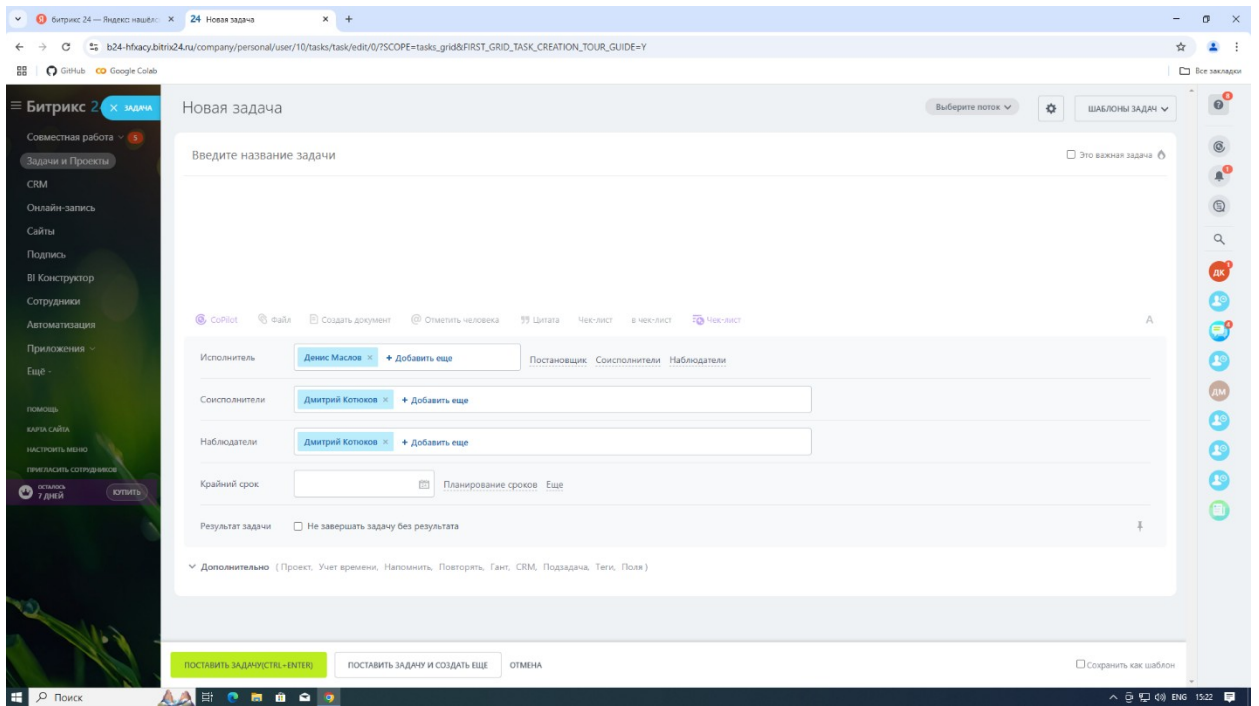 битрикс 24 — Яндекс нашёлс
24 Новая задача
b24-hfxacy.bitrix24.ru/company/personal/user/10/tasks/task/edit/0/?SCOPE=tasks_grid&FIRST_GRID_TASK_CREATION_TOUR_GUIDE=Y
GitHub Google Colab Все закладки
Битрикс 2 ЗАДАЧА
Новая задача Выберите поток ШАБЛОНЫ ЗАДАЧ
Совместная работа 5
Введите название задачи Это важная задача
Задачи и Проекты
CRM
Онлайн-запись
Сайты
Подпись
BI Конструктор
Сотрудники
Автоматизация
Приложения
Ещё -
ПОМОЩЬ
КАРТА САЙТА
НАСТРОИТЬ МЕНЮ
ПРИГЛАСИТЬ СОТРУДНИКОВ
ОСТАЛОСЬ
7 ДНЕЙ КУПИТЬ
CoPilot Файл Создать документ Отметить человека Цитата Чек-лист в чек-лист Чек-лист A
Исполнитель Денис Маслов × + Добавить еще Постановщик Соисполнители Наблюдатели
Соисполнители Дмитрий Котюков × + Добавить еще
Наблюдатели Дмитрий Котюков × + Добавить еще
Крайний срок Планирование сроков Еще
Результат задачи Не завершать задачу без результата
Дополнительно (Проект, Учет времени, Напомнить, Повторять, Гант, CRM, Подзадача, Теги, Поля)
ПОСТАВИТЬ ЗАДАЧУ(CTRL+ENTER) ПОСТАВИТЬ ЗАДАЧУ И СОЗДАТЬ ЕЩЕ ОТМЕНА Сохранить как шаблон
ДК
ДМ
Поиск ENG 15:22